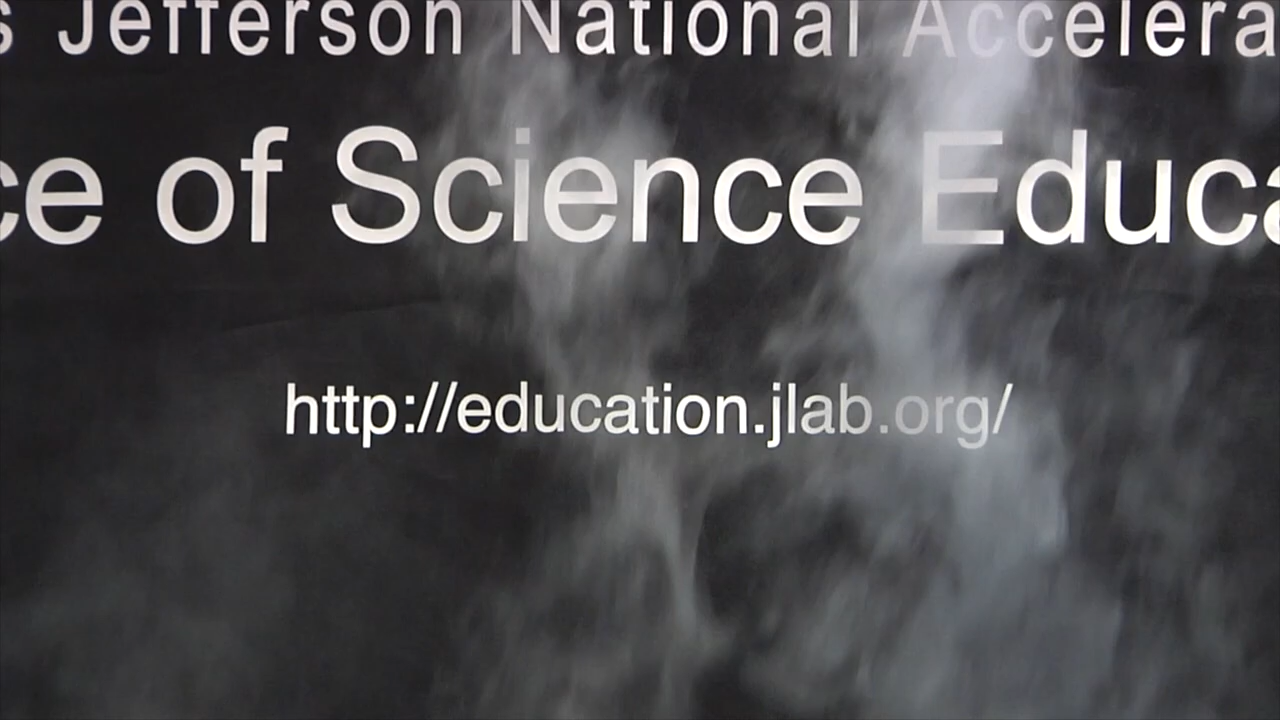 s Jefferson National Accelera
ce of Science Educa
http://education.jlab.org/